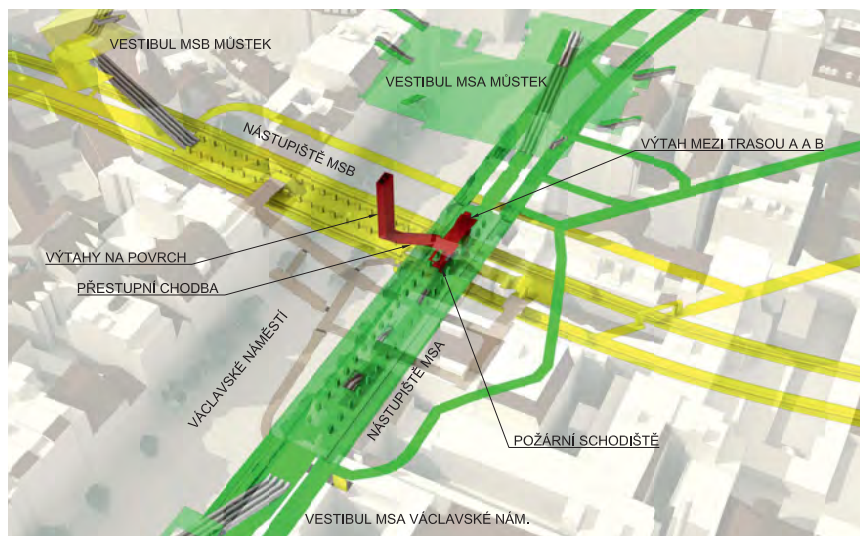 VESTIBUL MSB MŮSTEK
VESTIBUL MSA MŮSTEK
NÁSTUPIŠTĚ MSB
VÝTAH MEZI TRASOU A A B
VÝTAHY NA POVRCH
PŘESTUPNÍ CHODBA
VÁCLAVSKÉ NÁMĚSTÍ
NÁSTUPIŠTĚ MSA
POŽÁRNÍ SCHODIŠTĚ
VESTIBUL MSA VÁCLAVSKÉ NÁM.